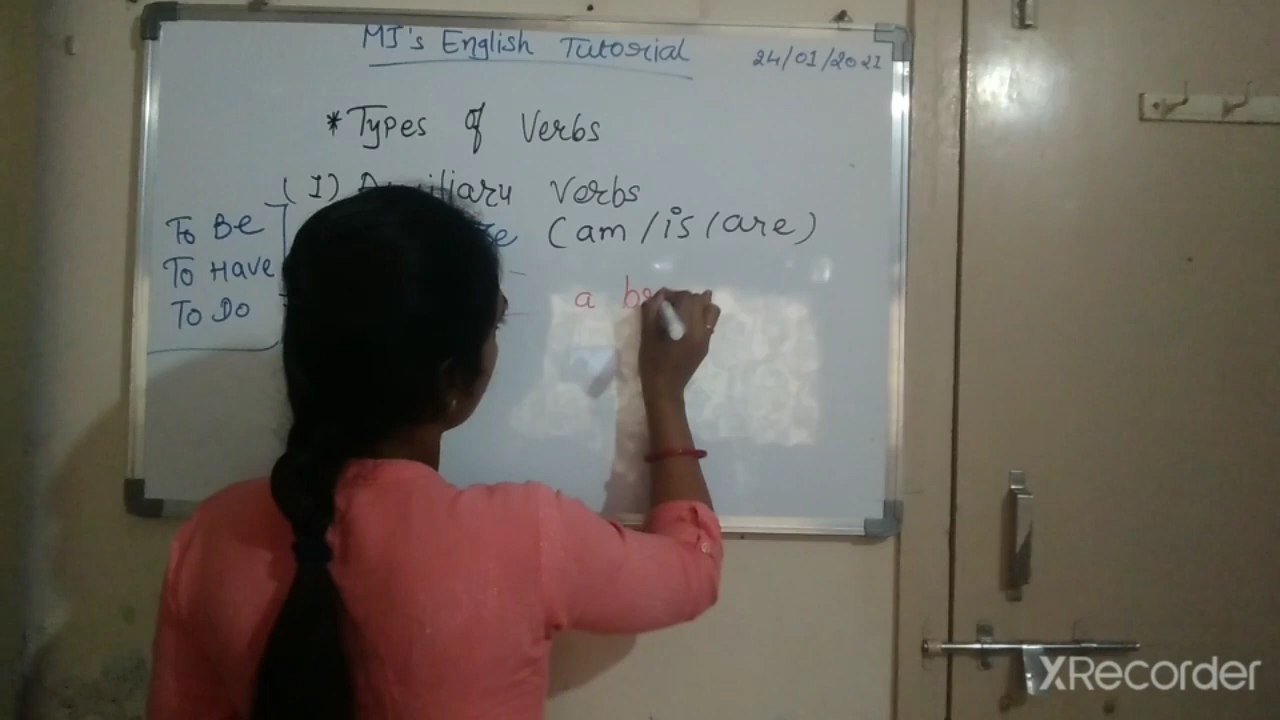 MJ's English Tutorial 24/01/2021
* Types of Verbs
(I) Auxiliary Verbs
To Be (am/is/are)
To Have
To Do a
XRecorder